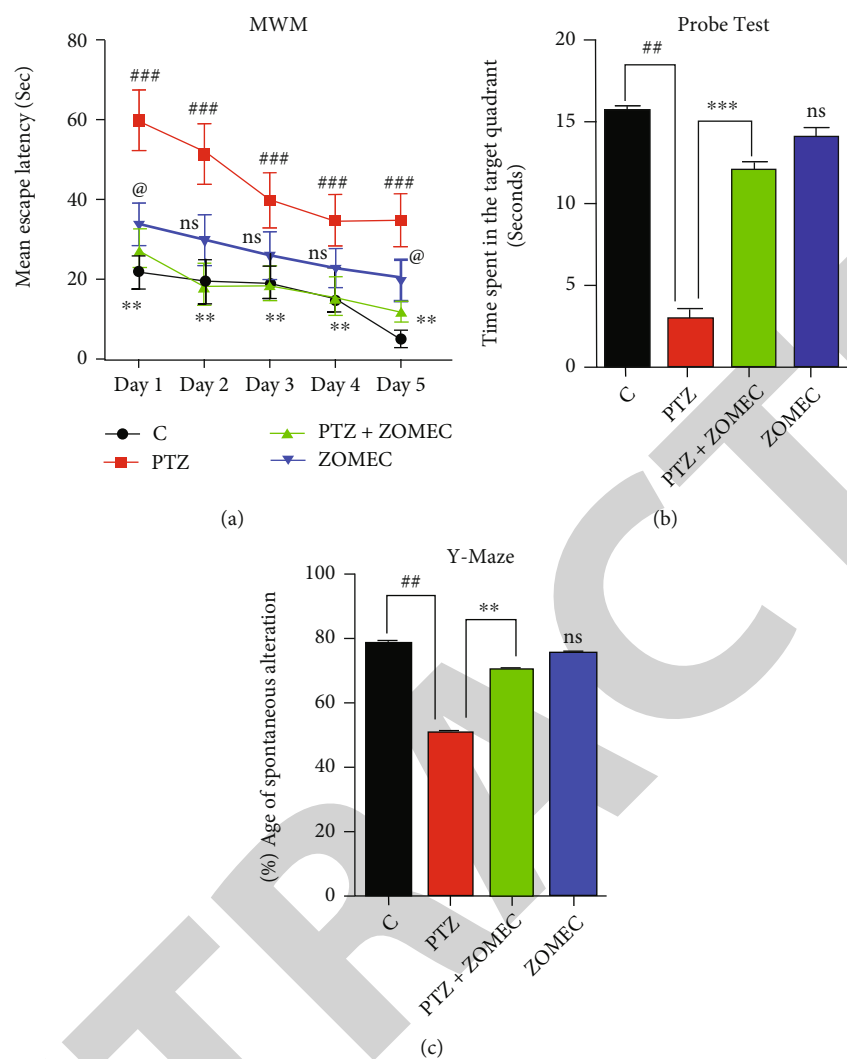 MWM
Mean escape latency (Sec)
80
60
40
20
0
###
###
###
###
###
@
ns
ns
ns
@
**
**
**
**
**
Day 1
Day 2
Day 3
Day 4
Day 5
C
PTZ + ZOMEC
PTZ
ZOMEC
(a)
Probe Test
Time spent in the target quadrant
(Seconds)
20
15
10
5
0
##
***
ns
C
PTZ
PTZ + ZOMEC
ZOMEC
(b)
Y-Maze
(%) Age of spontaneous alteration
100
80
60
40
20
0
##
**
ns
C
PTZ
PTZ + ZOMEC
ZOMEC
(c)
TRACT